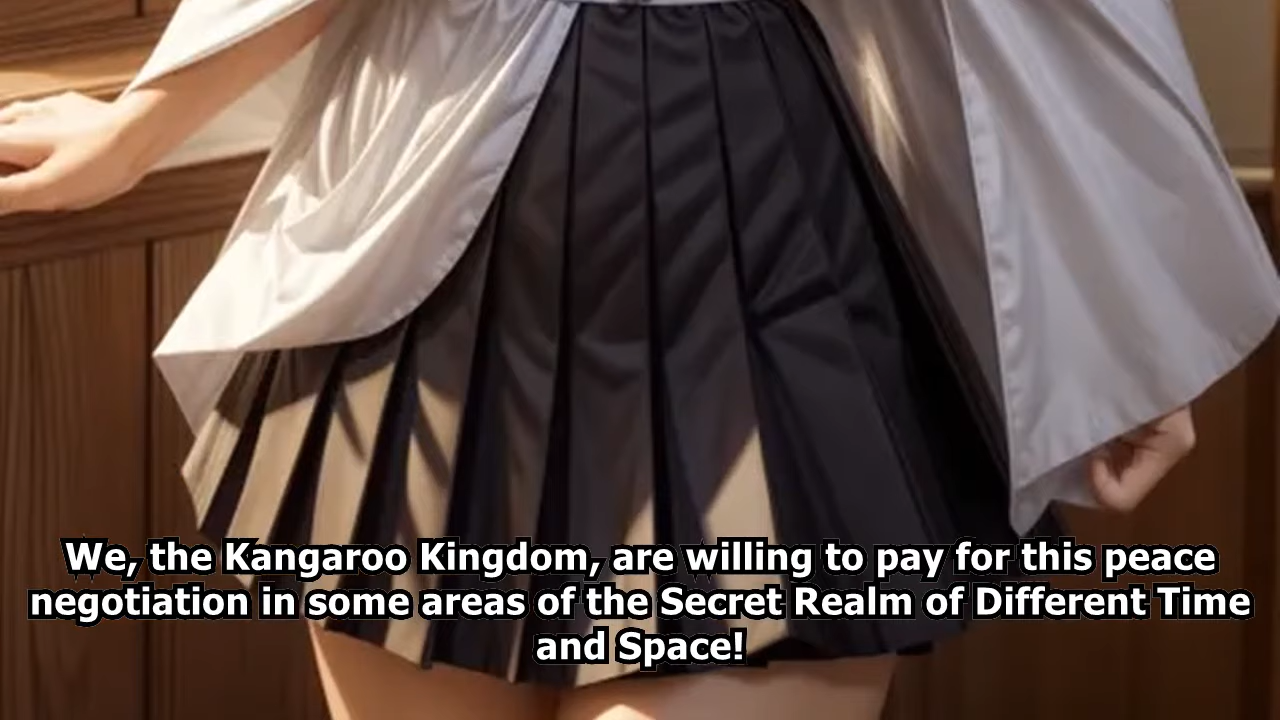 We, the Kangaroo Kingdom, are willing to pay for this peace
negotiation in some areas of the Secret Realm of Different Time
and Space!